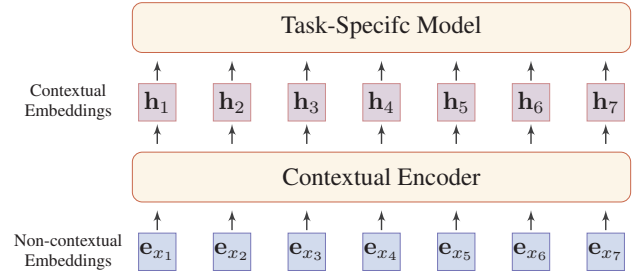 Task-Specifc Model
Contextual
Embeddings
h₁ h₂ h₃ h₄ h₅ h₆ h₇
Contextual Encoder
Non-contextual
Embeddings
eₓ₁ eₓ₂ eₓ₃ eₓ₄ eₓ₅ eₓ₆ eₓ₇